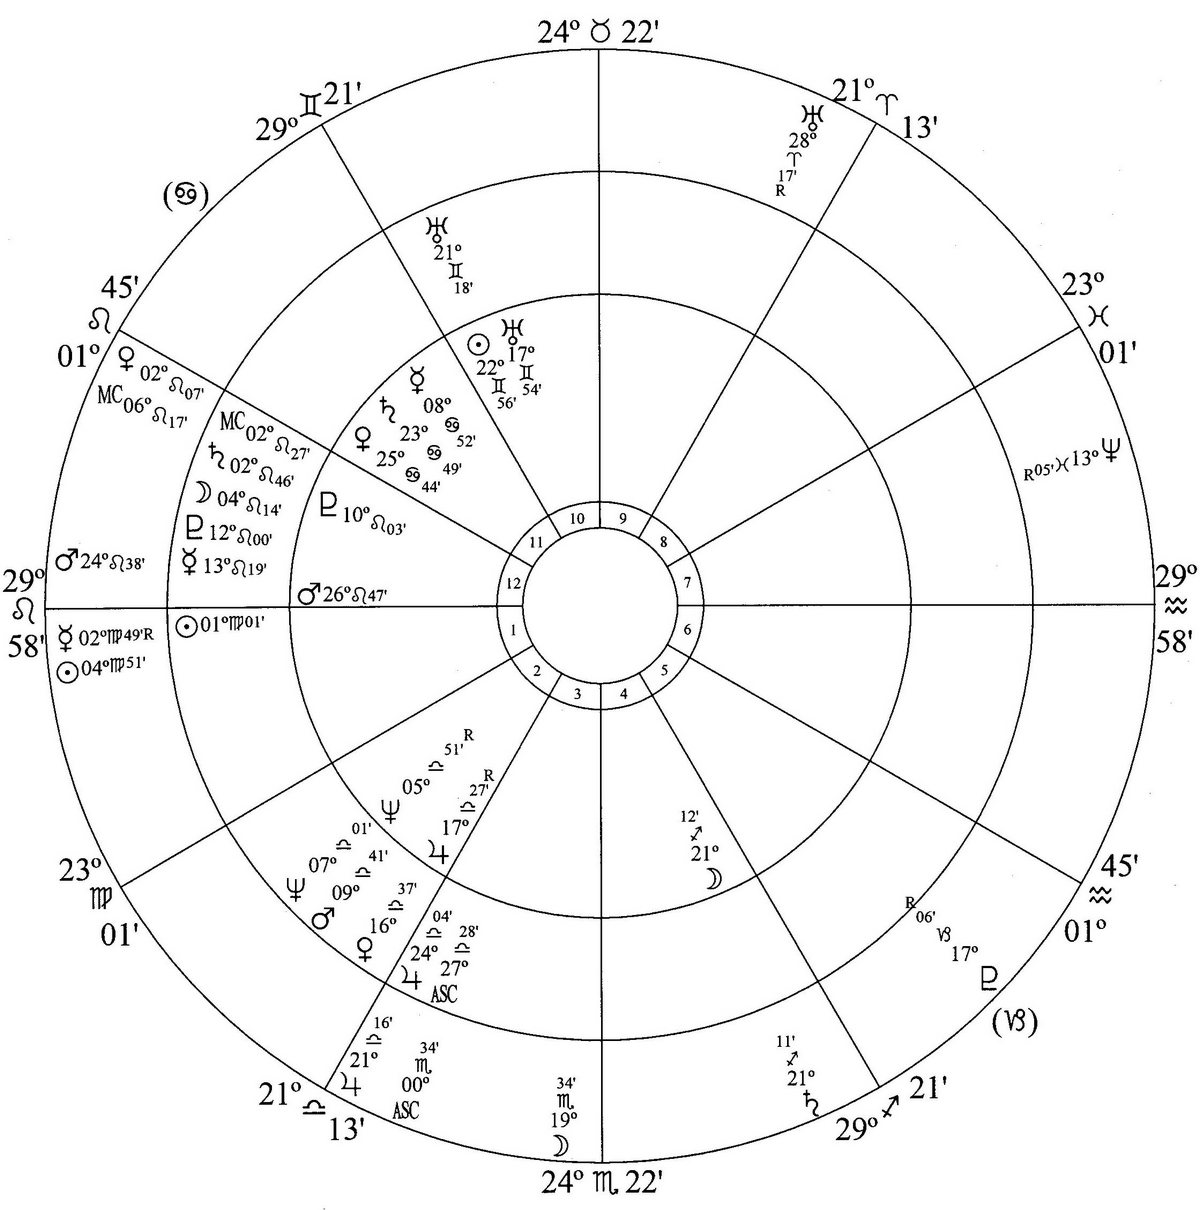 24° ♉ 22'
21° ♈ 13'
23° ♓ 01'
29° ♒ 58'
45' ♒ 01°
(♑)
21' ♐ 29°
24° ♏ 22'
21° ♎ 13'
23° ♍ 01'
29° ♌ 58'
45' ♌ 01°
(♋)
29° ♊ 21'
♅ 28° ♈ 17' R
R 05' ♓ 13° ♆
R 06' ♑ 17° ♇
11' ♐ 21° ♄
34' ♏ 19° ☽
34' ♏ 00° ASC
16' ♎ 21° ♃
☉ 04° ♍ 51'
☿ 02° ♍ 49' R
♂ 24° ♌ 38'
MC 06° ♌ 17'
♀ 02° ♌ 07'
♅ 21° ♊ 18'
MC 02° ♌ 27'
♄ 02° ♌ 46'
☽ 04° ♌ 14'
♇ 12° ♌ 00'
☿ 13° ♌ 19'
☉ 01° ♍ 01'
♆ 07° ♎ 01'
♂ 09° ♎ 41'
♀ 16° ♎ 37'
♃ 24° ♎ 04'
ASC 27° ♎ 28'
♅ 17° ♊ 54'
☉ 22° ♊ 56'
☿ 08° ♋ 52'
♄ 23° ♋ 49'
♀ 25° ♋ 44'
♇ 10° ♌ 03'
♂ 26° ♌ 47'
♆ 05° ♎ 51' R
♃ 17° ♎ 27' R
12' ♐ 21° ☽
1
2
3
4
5
6
7
8
9
10
11
12